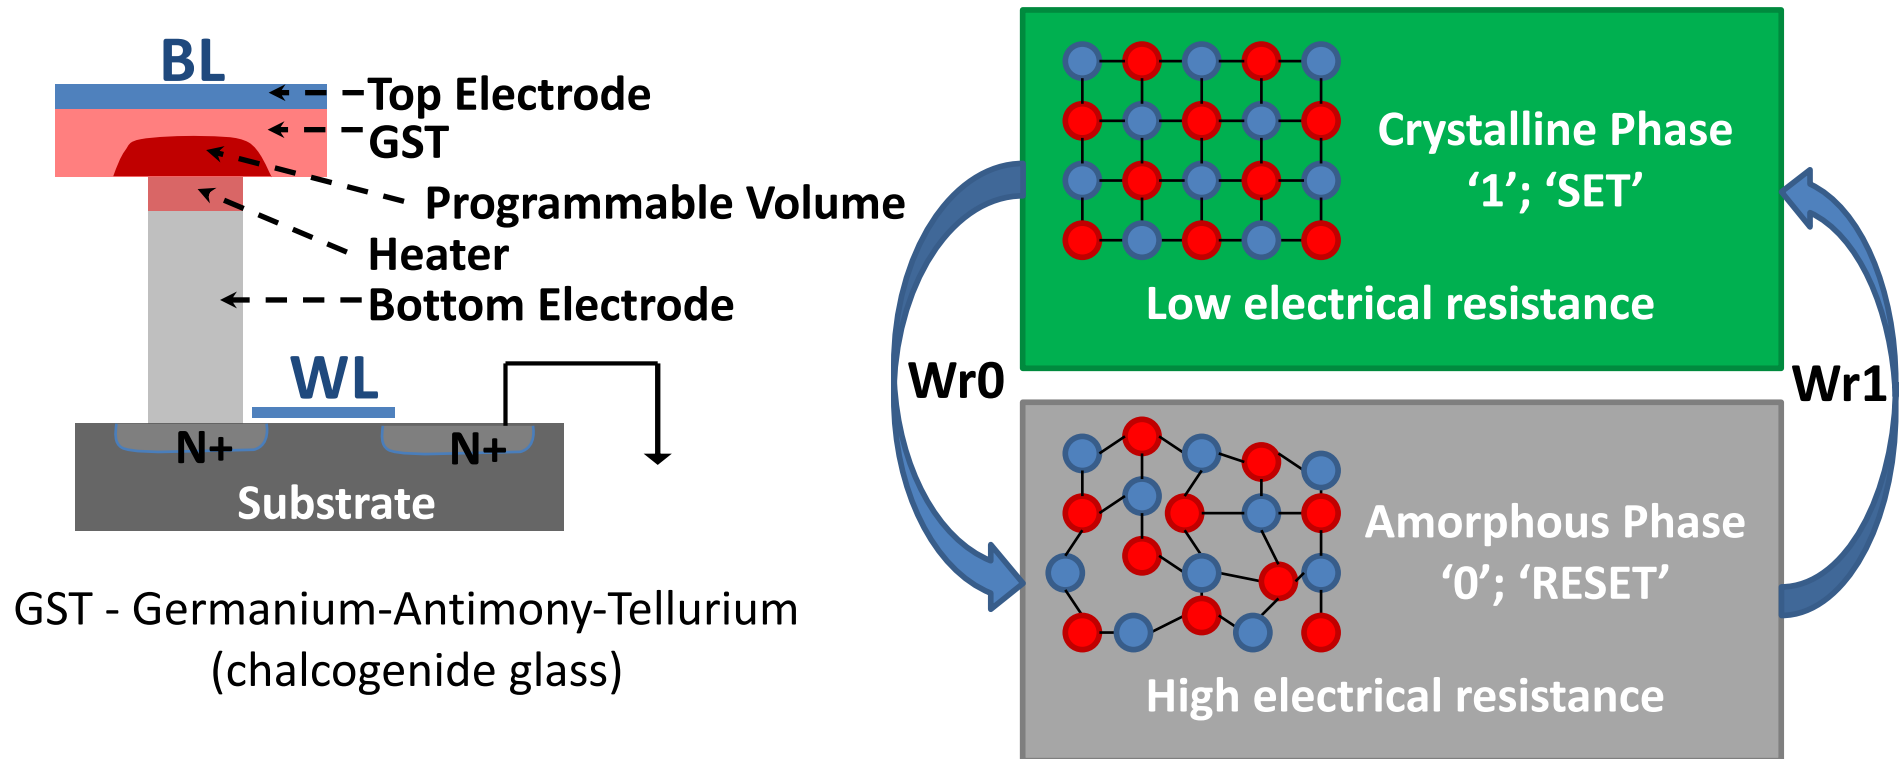 BL
Top Electrode
GST
Programmable Volume
Heater
Bottom Electrode
WL
N+
N+
Substrate
GST - Germanium-Antimony-Tellurium
(chalcogenide glass)
Crystalline Phase
‘1’; ‘SET’
Low electrical resistance
Wr0
Wr1
Amorphous Phase
‘0’; ‘RESET’
High electrical resistance